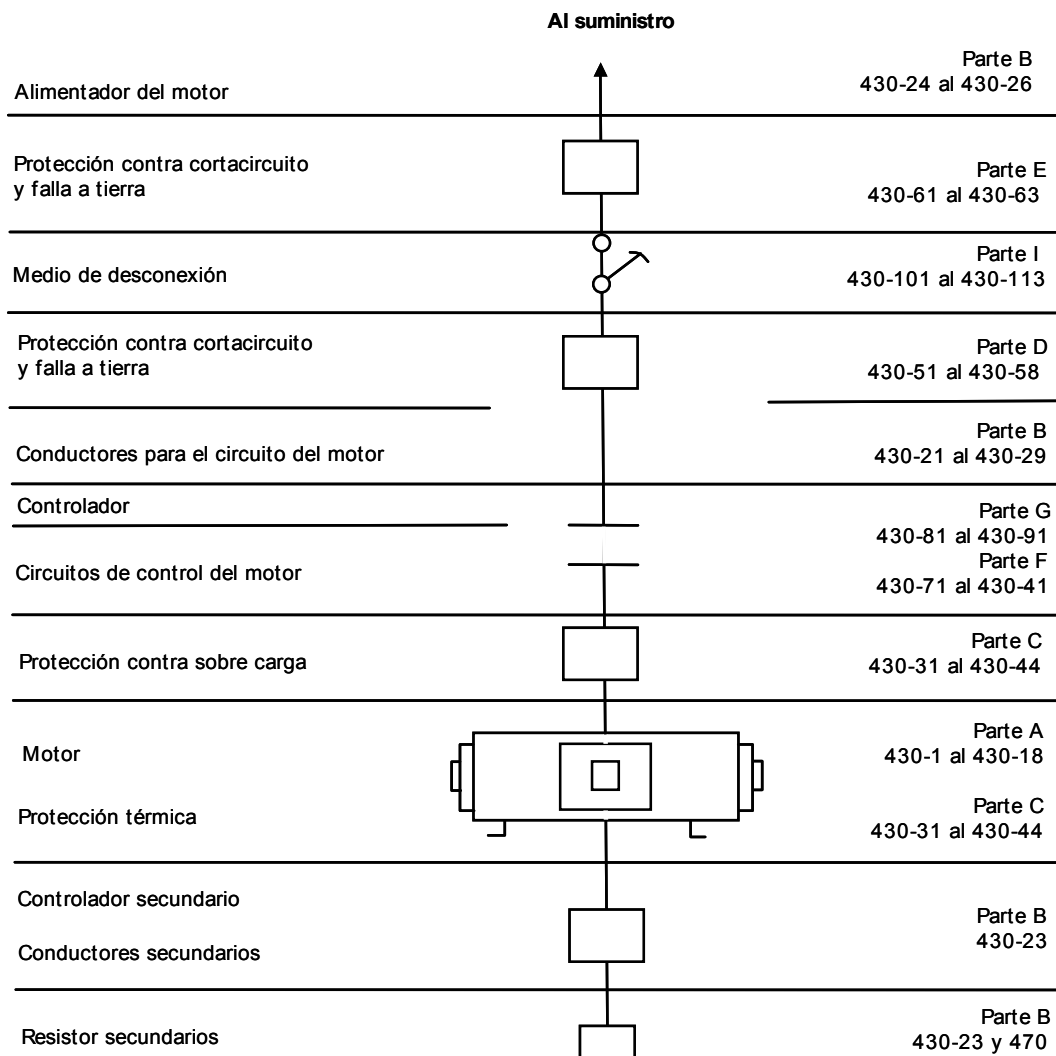 Al suministro
Alimentador del motor
Parte B
430-24 al 430-26
Protección contra cortacircuito
y falla a tierra
Parte E
430-61 al 430-63
Medio de desconexión
Parte I
430-101 al 430-113
Protección contra cortacircuito
y falla a tierra
Parte D
430-51 al 430-58
Conductores para el circuito del motor
Parte B
430-21 al 430-29
Controlador
Parte G
430-81 al 430-91
Circuitos de control del motor
Parte F
430-71 al 430-41
Protección contra sobre carga
Parte C
430-31 al 430-44
Motor
Parte A
430-1 al 430-18
Protección térmica
Parte C
430-31 al 430-44
Controlador secundario
Conductores secundarios
Parte B
430-23
Resistor secundarios
Parte B
430-23 y 470